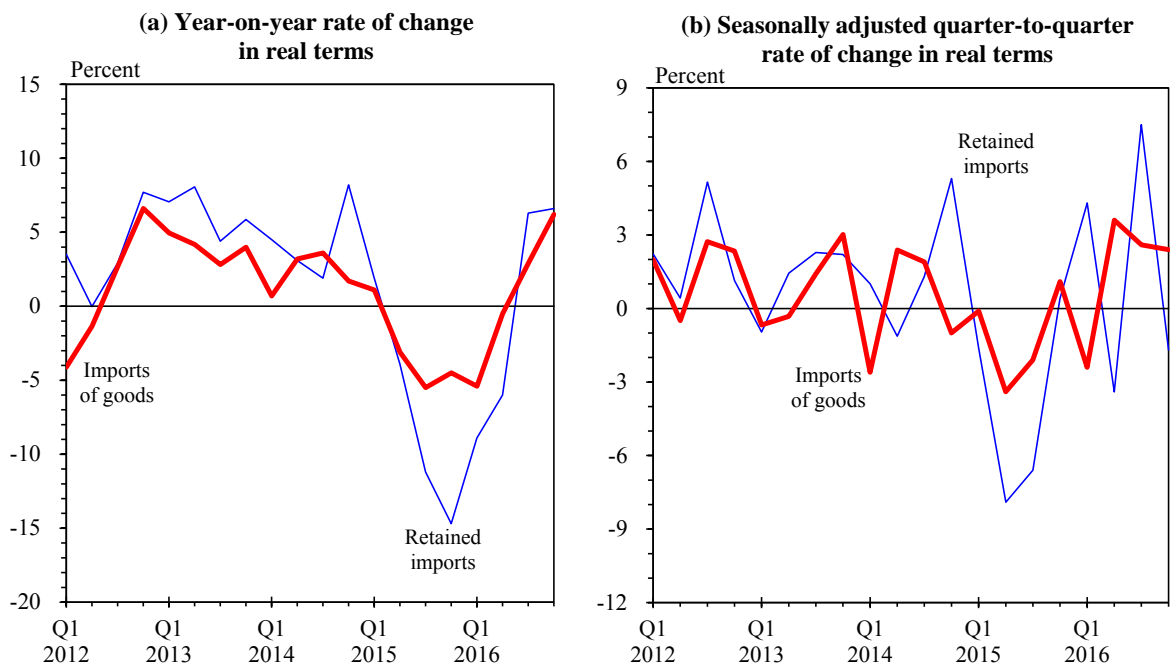 (a) Year-on-year rate of change
in real terms
Percent
15
10
5
0
-5
-10
-15
-20
Imports
of goods
Retained
imports
Q1
2012
Q1
2013
Q1
2014
Q1
2015
Q1
2016
(b) Seasonally adjusted quarter-to-quarter
rate of change in real terms
Percent
9
6
3
0
-3
-6
-9
-12
Retained
imports
Imports
of goods
Q1
2012
Q1
2013
Q1
2014
Q1
2015
Q1
2016